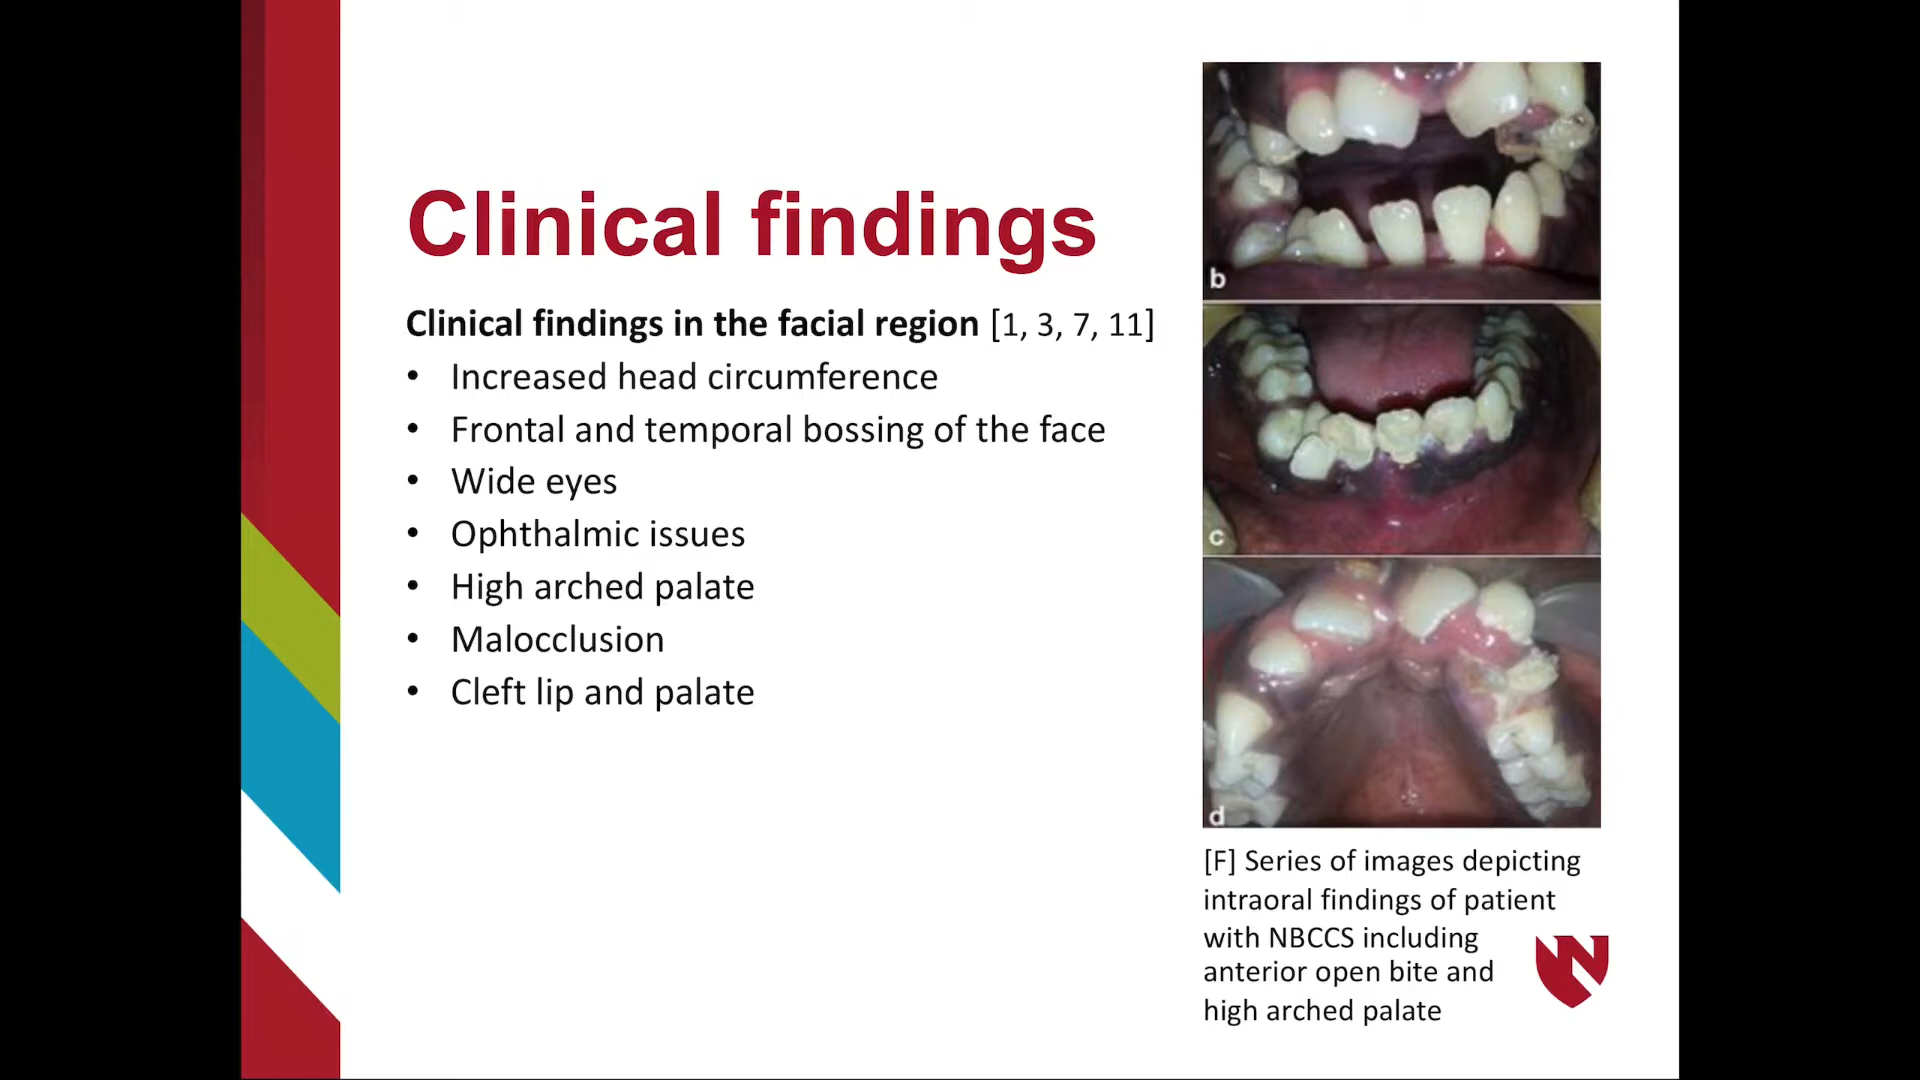 Clinical findings
Clinical findings in the facial region [1, 3, 7, 11]
• Increased head circumference
• Frontal and temporal bossing of the face
• Wide eyes
• Ophthalmic issues
• High arched palate
• Malocclusion
• Cleft lip and palate
b
c
d
[F] Series of images depicting
intraoral findings of patient
with NBCCS including
anterior open bite and
high arched palate
N